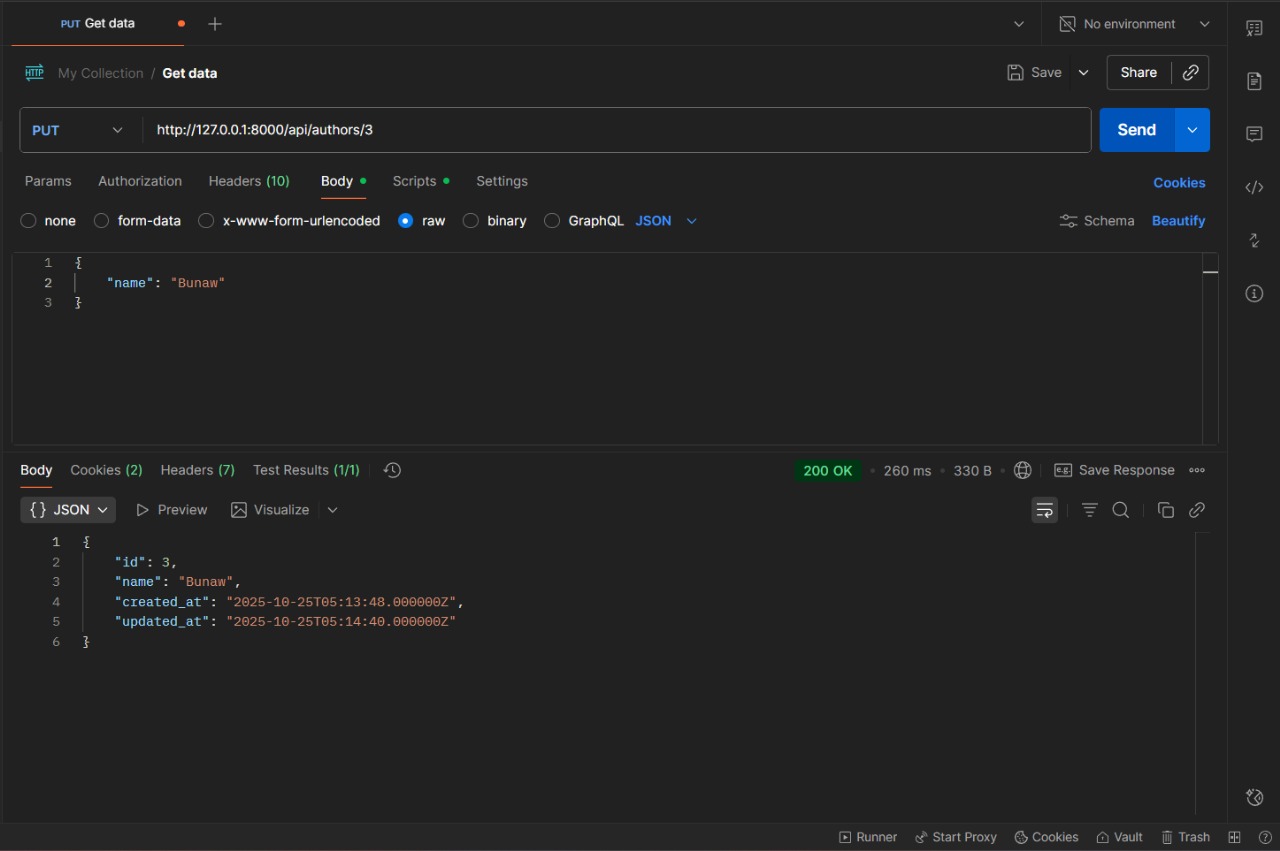 PUT Get data
No environment
HTTP My Collection / Get data
Save Share
PUT http://127.0.0.1:8000/api/authors/3 Send
Params Authorization Headers (10) Body Scripts Settings Cookies
none form-data x-www-form-urlencoded raw binary GraphQL JSON Schema Beautify
1 {
2 "name": "Bunaw"
3 }
Body Cookies (2) Headers (7) Test Results (1/1) 200 OK • 260 ms • 330 B • e.g. Save Response
{} JSON Preview Visualize
1 {
2 "id": 3,
3 "name": "Bunaw",
4 "created_at": "2025-10-25T05:13:48.000000Z",
5 "updated_at": "2025-10-25T05:14:40.000000Z"
6 }
Runner Start Proxy Cookies Vault Trash